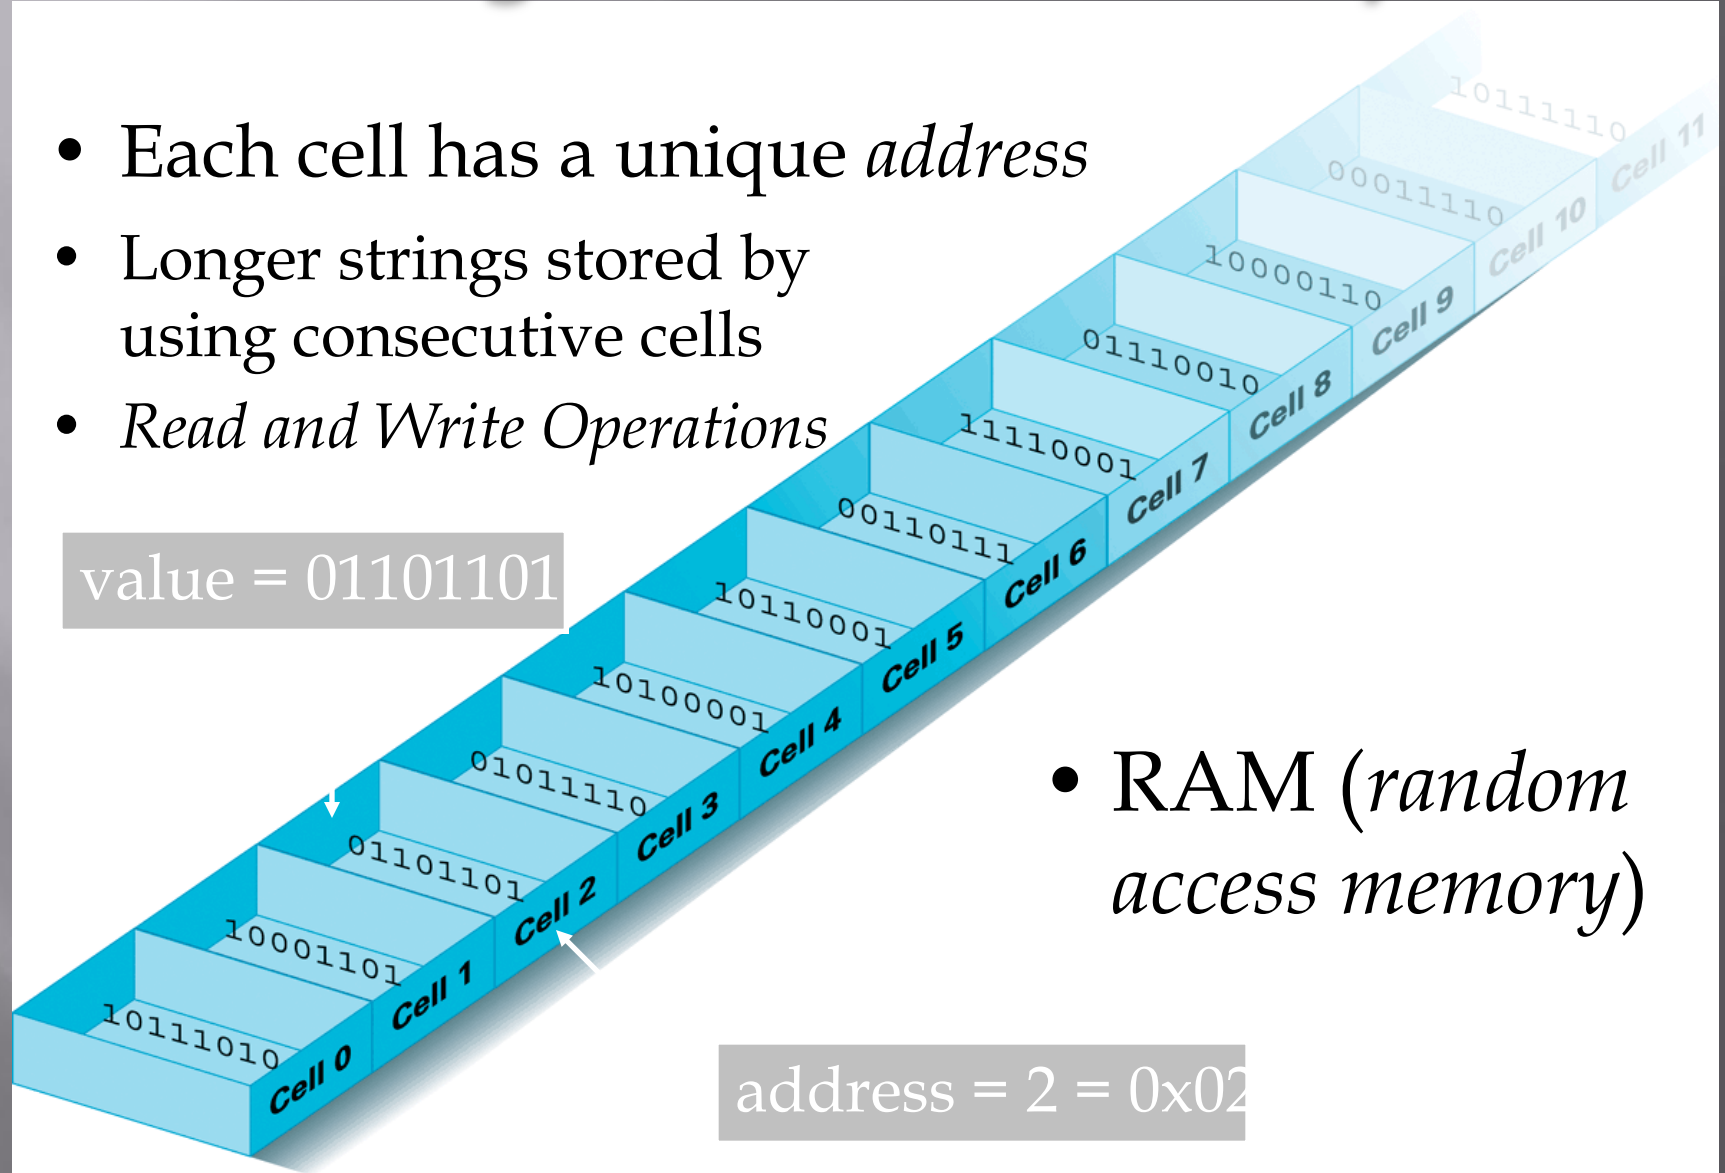 • Each cell has a unique address
• Longer strings stored by
using consecutive cells
• Read and Write Operations
value = 01101101
• RAM (random
access memory)
address = 2 = 0x02
10111110
Cell 11
00011110
Cell 10
10000110
Cell 9
01110010
Cell 8
11110001
Cell 7
00110111
Cell 6
10110001
Cell 5
10100001
Cell 4
01011110
Cell 3
01101101
Cell 2
10001101
Cell 1
10111010
Cell 0